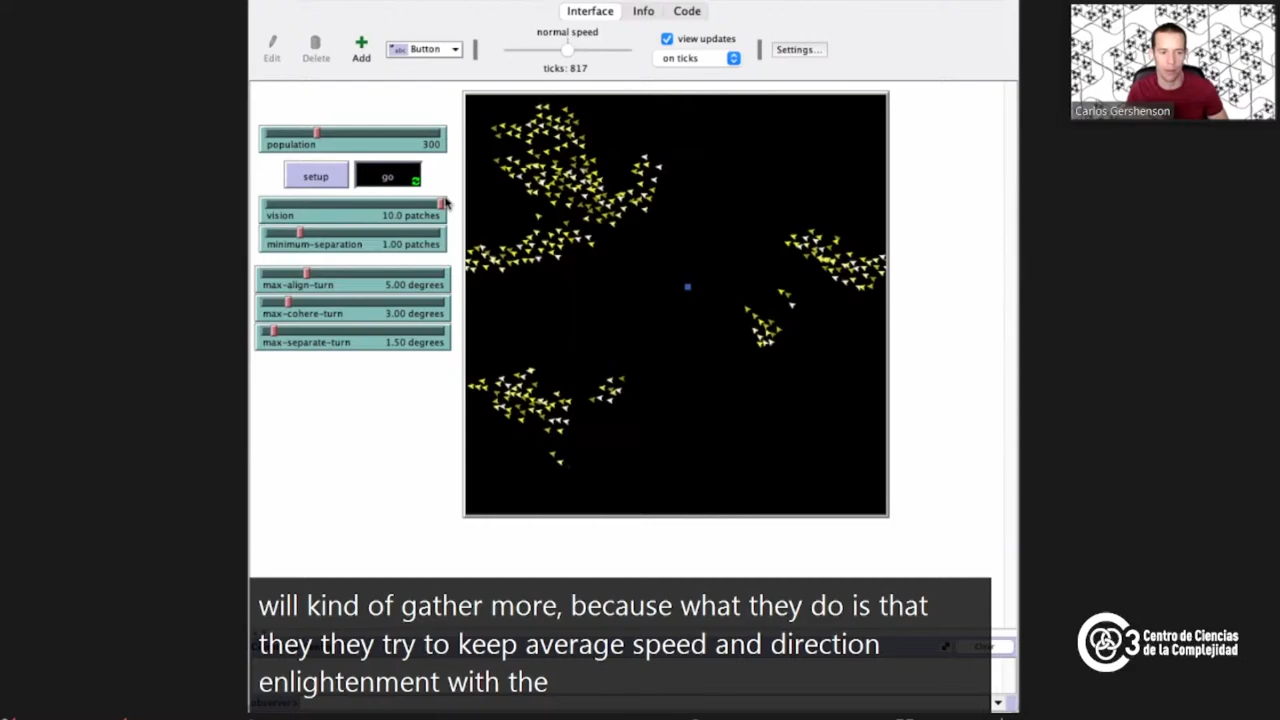 Interface Info Code
normal speed
Edit Delete Add abc Button view updates
on ticks Settings...
ticks: 817
Carlos Gershenson
population 300
setup go
vision 10.0 patches
minimum-separation 1.00 patches
max-align-turn 5.00 degrees
max-cohere-turn 3.00 degrees
max-separate-turn 1.50 degrees
will kind of gather more, because what they do is that
they they try to keep average speed and direction
enlightenment with the
Clear
observer>
C3 Centro de Ciencias
de la Complejidad